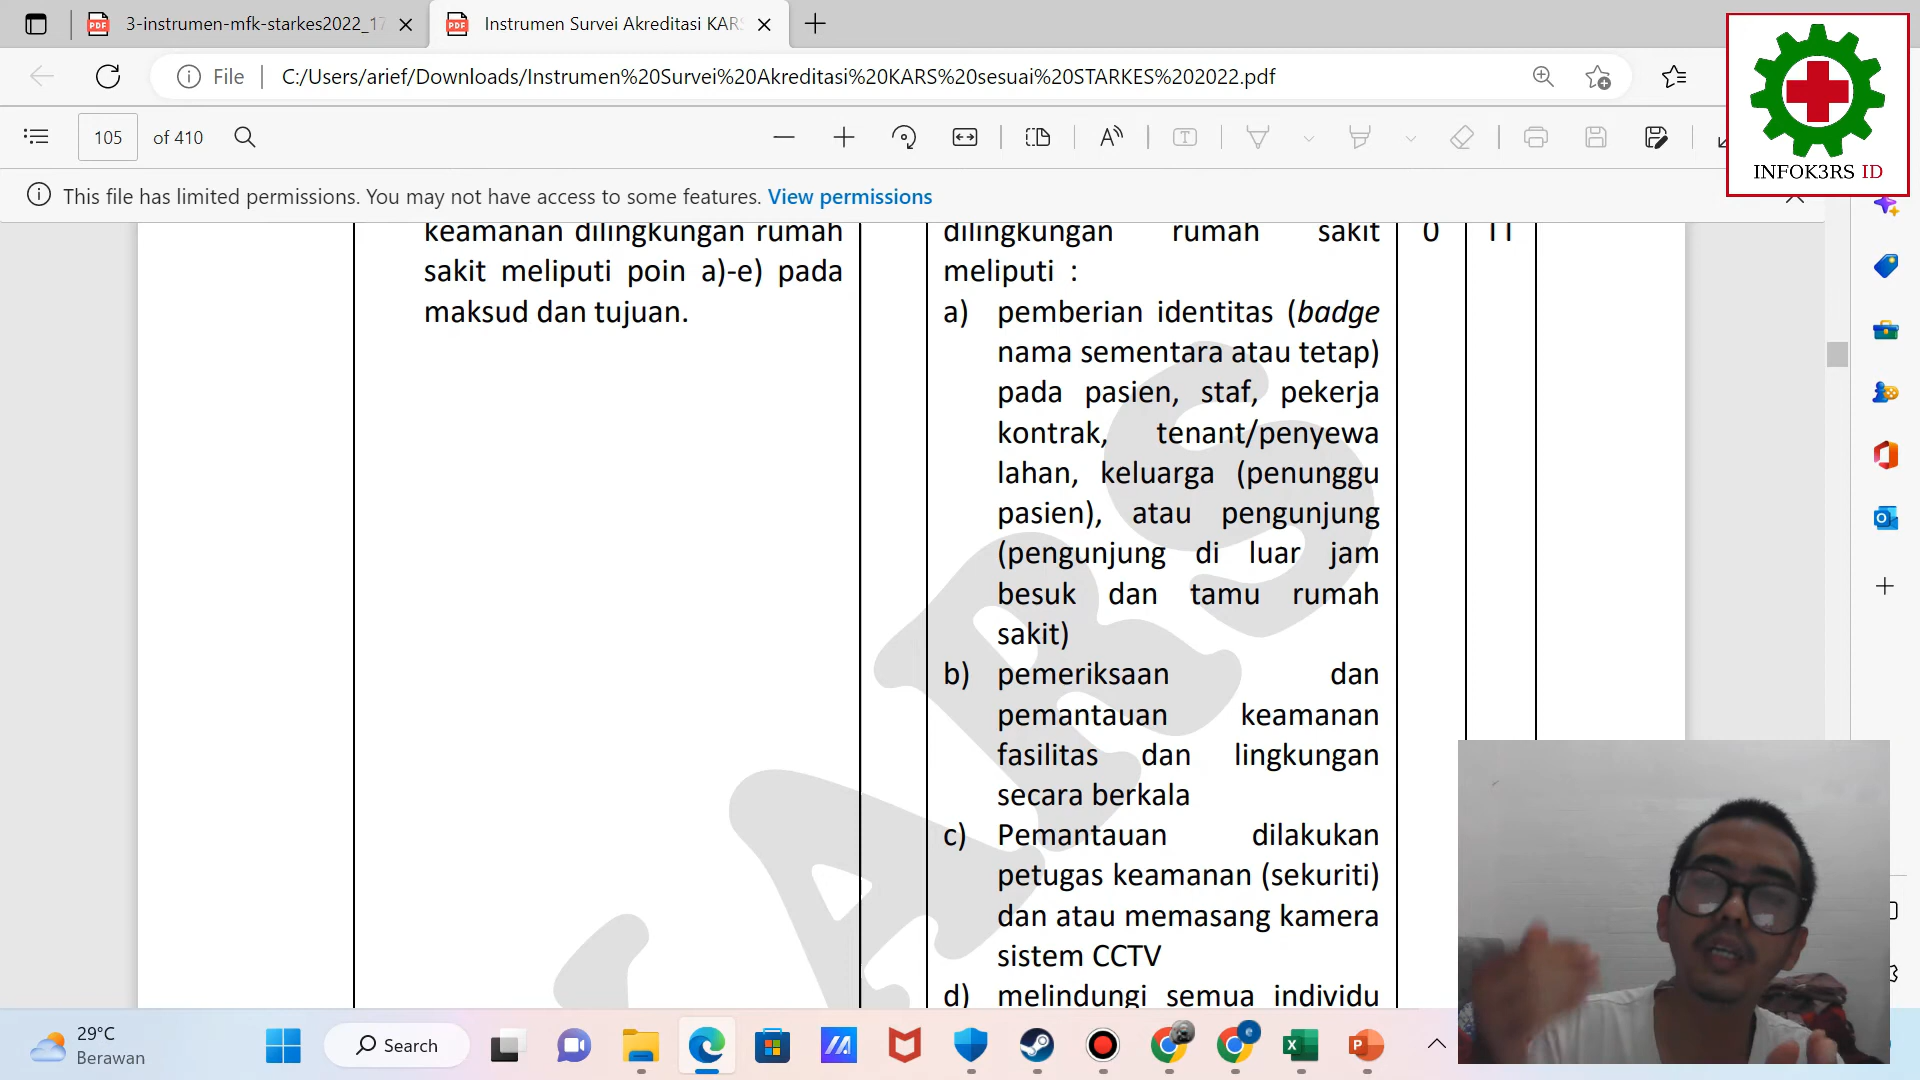 3-instrumen-mfk-starkes2022_17
Instrumen Survei Akreditasi KARS
File
C:/Users/arief/Downloads/Instrumen%20Survei%20Akreditasi%20KARS%20sesuai%20STARKES%202022.pdf
105 of 410
This file has limited permissions. You may not have access to some features. View permissions
INFOK3RS ID
keamanan dilingkungan rumah
sakit meliputi poin a)-e) pada
maksud dan tujuan.
dilingkungan rumah sakit
meliputi :
a) pemberian identitas (badge
nama sementara atau tetap)
pada pasien, staf, pekerja
kontrak, tenant/penyewa
lahan, keluarga (penunggu
pasien), atau pengunjung
(pengunjung di luar jam
besuk dan tamu rumah
sakit)
b) pemeriksaan dan
pemantauan keamanan
fasilitas dan lingkungan
secara berkala
c) Pemantauan dilakukan
petugas keamanan (sekuriti)
dan atau memasang kamera
sistem CCTV
d) melindungi semua individu
0
TT
KARS
29°C
Berawan
Search